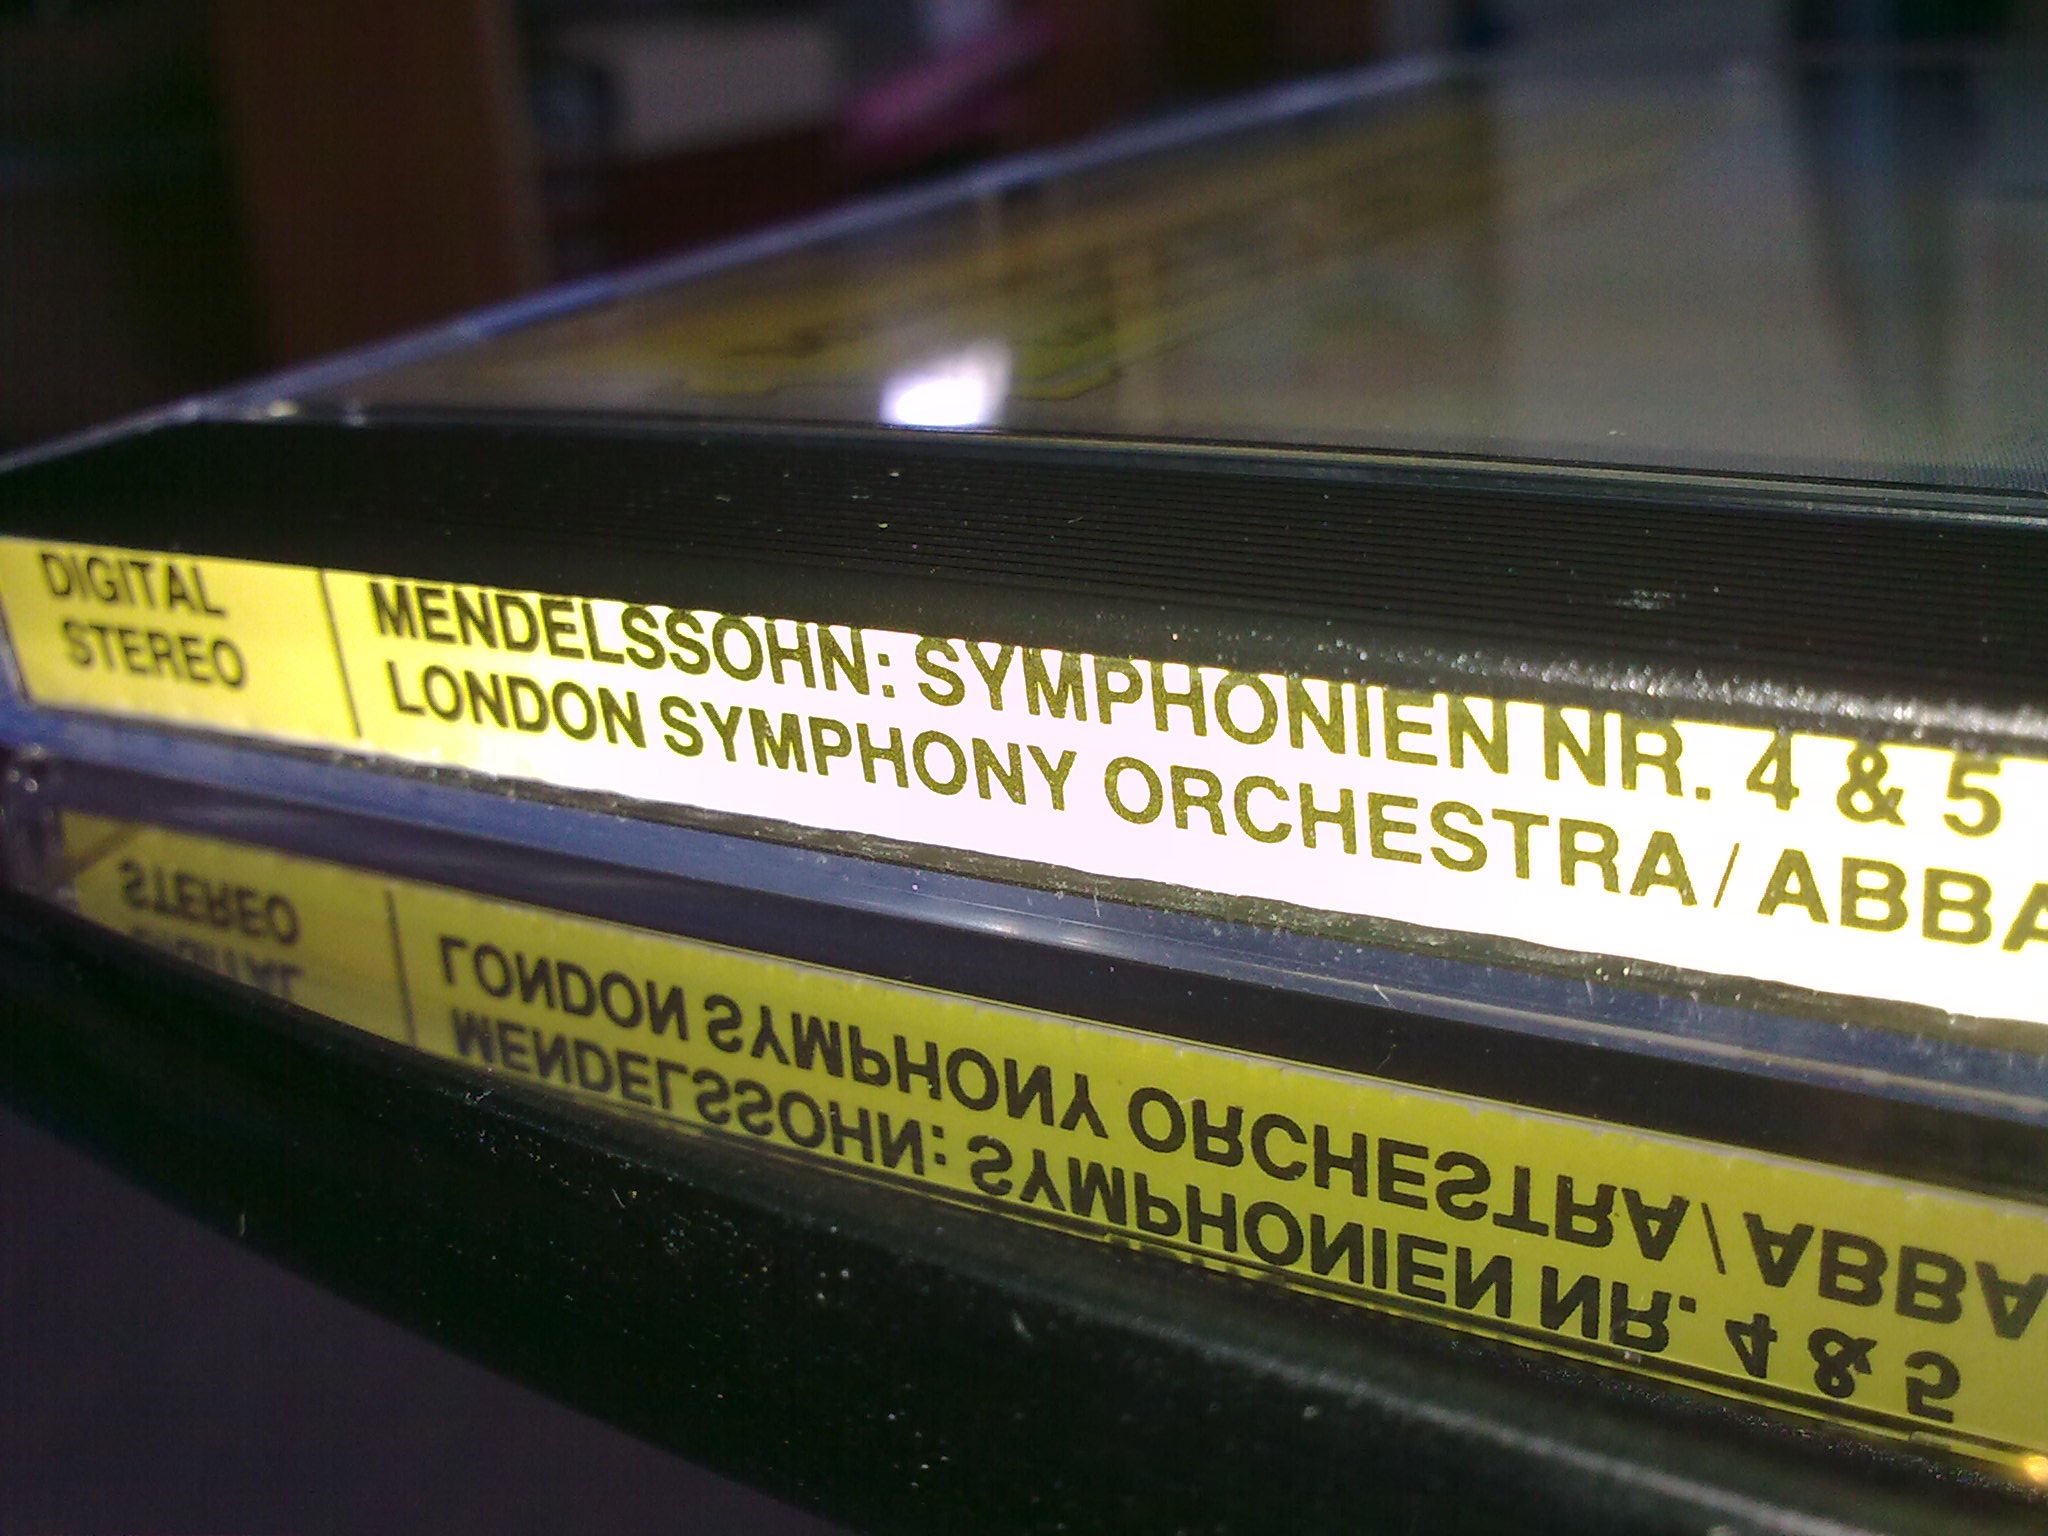 DIGITAL
STEREO
MENDELSSOHN: SYMPHONIEN NR. 4 & 5
LONDON SYMPHONY ORCHESTRA/ABBA